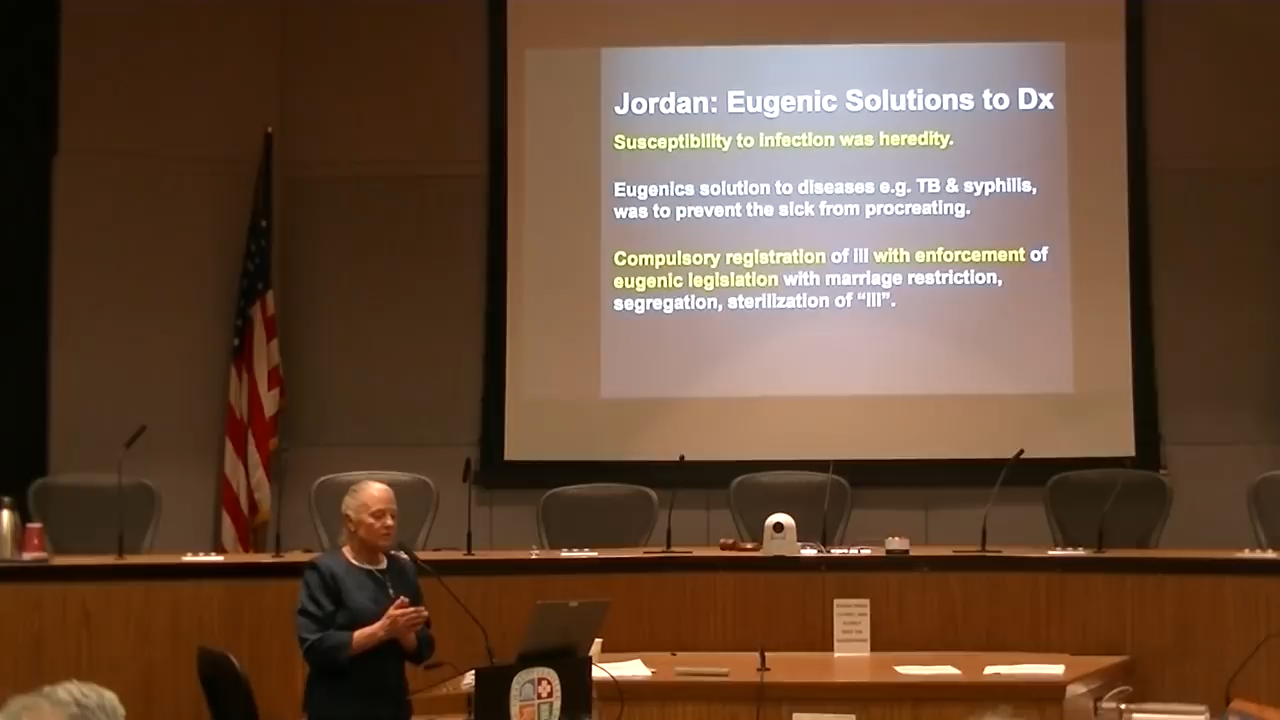 Jordan: Eugenic Solutions to Dx
Susceptibility to infection was heredity.
Eugenics solution to diseases e.g. TB & syphilis,
was to prevent the sick from procreating.
Compulsory registration of ill with enforcement of
eugenic legislation with marriage restriction,
segregation, sterilization of “ill”.